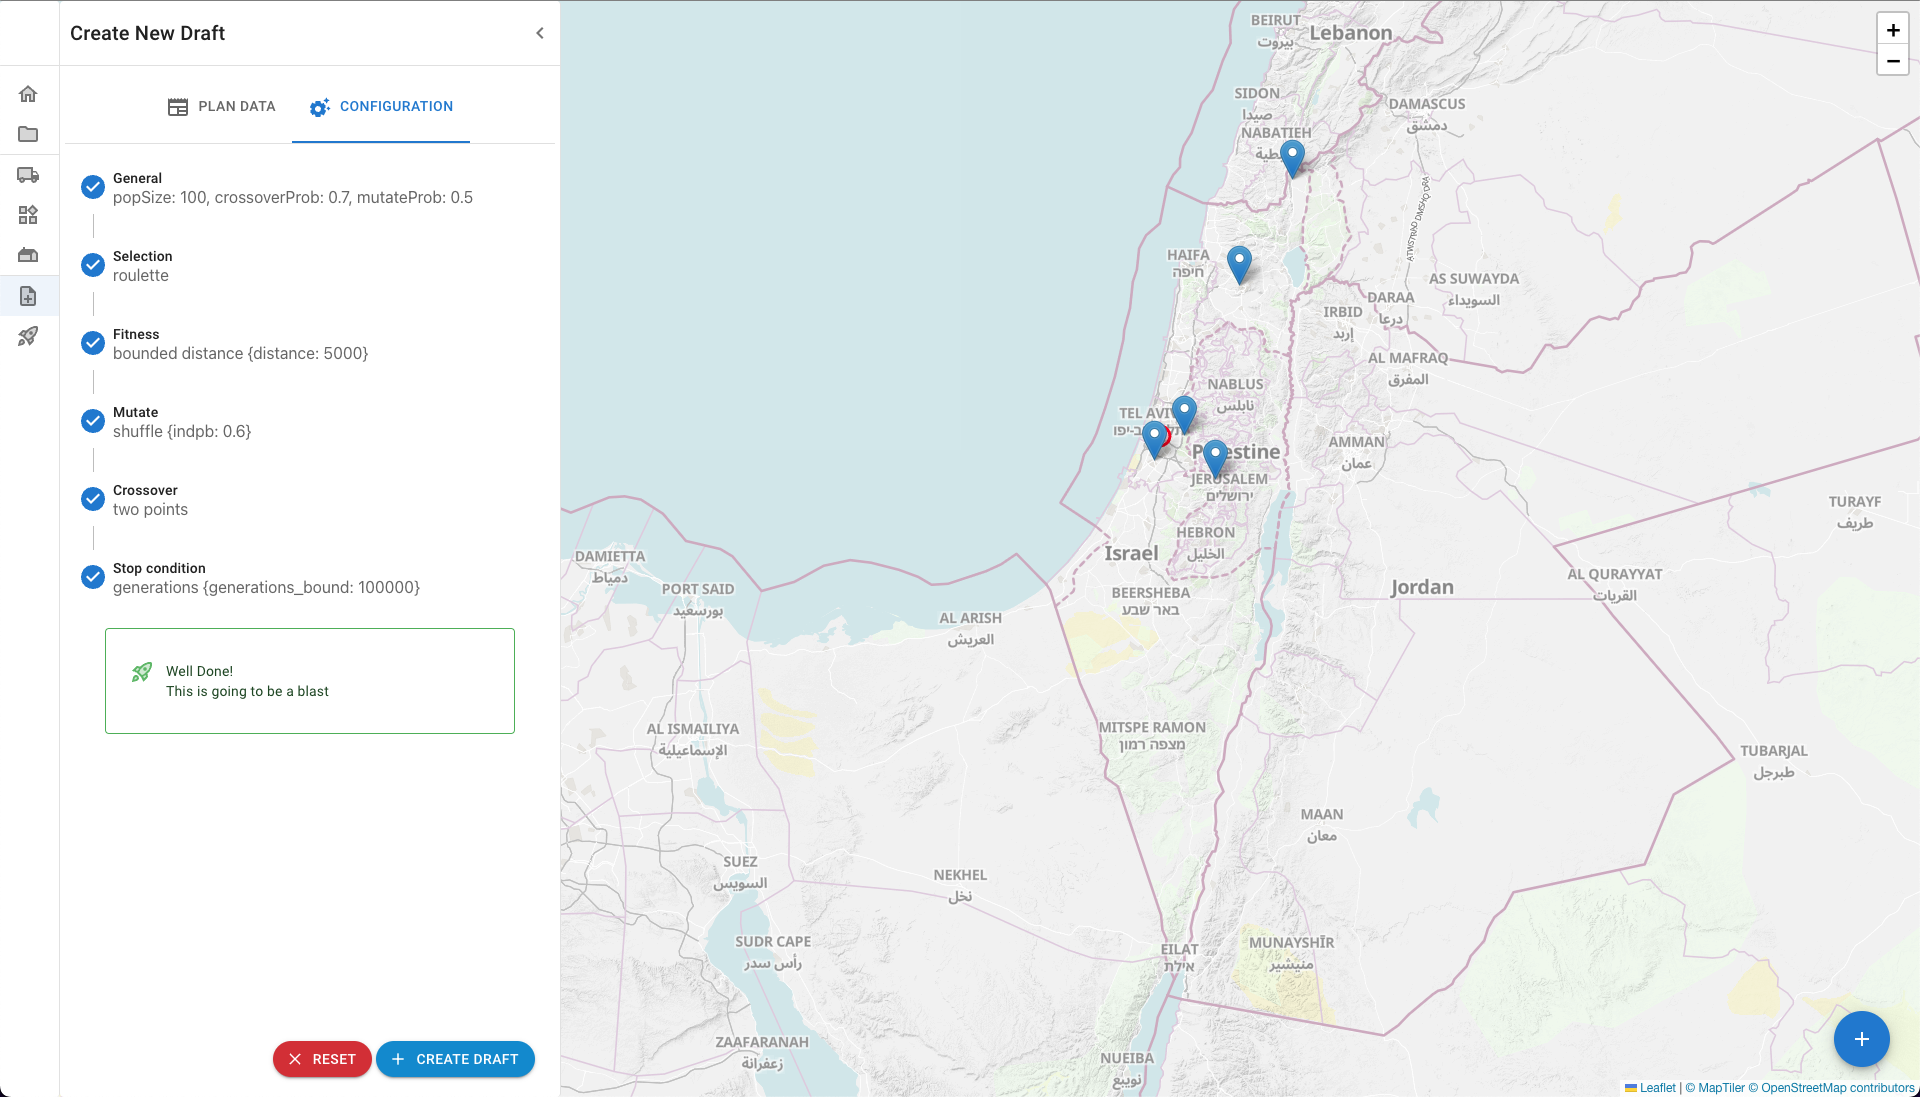 Create New Draft
PLAN DATA
CONFIGURATION
General
popSize: 100, crossoverProb: 0.7, mutateProb: 0.5
Selection
roulette
Fitness
bounded distance {distance: 5000}
Mutate
shuffle {indpb: 0.6}
Crossover
two points
Stop condition
generations {generations_bound: 100000}
Well Done!
This is going to be a blast
RESET
CREATE DRAFT
BEIRUT
بيروت
Lebanon
SIDON
صيدا
NABATIEH
DAMASCUS
دمشق
HAIFA
חיפה
ATWSTRAD DMSHQ DRA
AS SUWAYDA
السويداء
DARAA
درعا
IRBID
إربد
AL MAFRAQ
المفرق
NABLUS
نابلس
TEL AVIV
AMMAN
عمان
JERUSALEM
ירושלים
HEBRON
الخليل
Israel
BEERSHEBA
באר שבע
Jordan
TURAYF
طريف
AL QURAYYAT
القريات
DAMIETTA
دمياط
PORT SAID
بورسعيد
AL ARISH
العريش
MITSPE RAMON
מצפה רמון
AL ISMAILIYA
الإسماعيلية
TUBARJAL
طبرجل
MAAN
معان
SUEZ
السويس
NEKHEL
نخل
SUDR CAPE
رأس سدر
EILAT
אילת
MUNAYSHĪR
منيشير
ZAAFARANAH
زعفرانة
NUEIBA
نويبع
+
−
Leaflet | © MapTiler © OpenStreetMap contributors